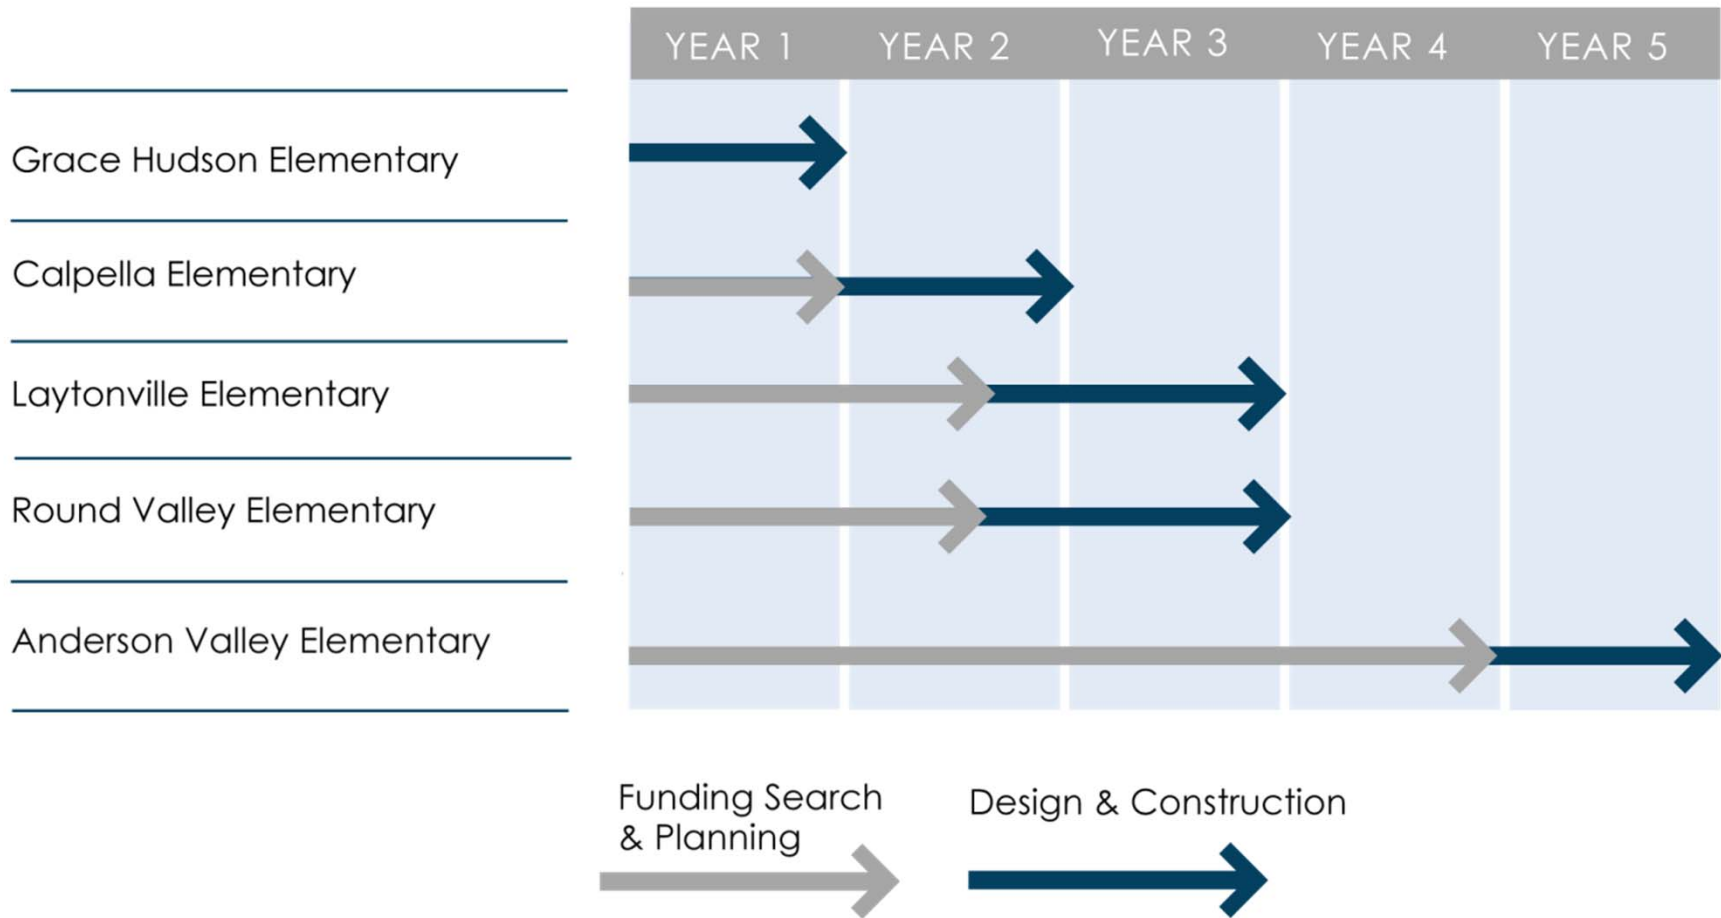 YEAR 1
YEAR 2
YEAR 3
YEAR 4
YEAR 5
Grace Hudson Elementary
Calpella Elementary
Laytonville Elementary
Round Valley Elementary
Anderson Valley Elementary
Funding Search
& Planning
Design & Construction